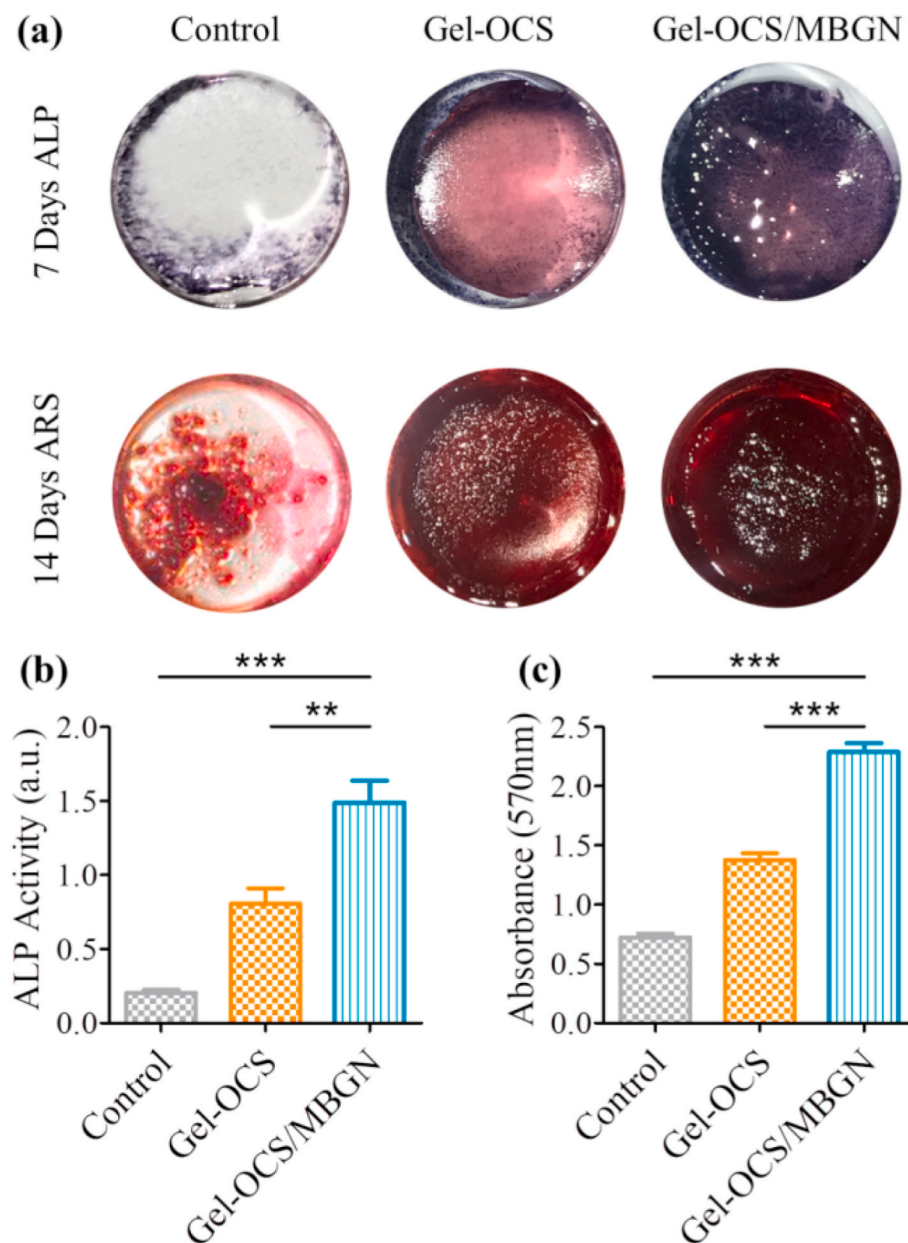 (a) Control Gel-OCS Gel-OCS/MBGN
7 Days ALP
14 Days ARS
(b)
***
**
2.0
1.5
1.0
0.5
0.0
ALP Activity (a.u.)
Control
Gel-OCS
Gel-OCS/MBGN
(c)
***
***
2.5
2.0
1.5
1.0
0.5
0.0
Absorbance (570nm)
Control
Gel-OCS
Gel-OCS/MBGN